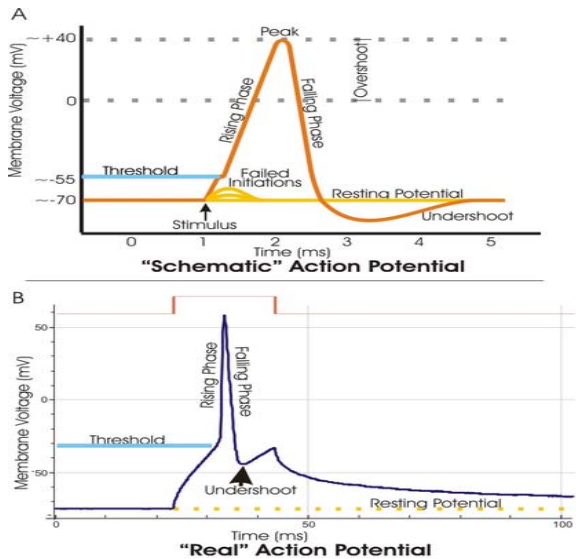 A
~+40
Peak
Overshoot
Membrane Voltage (mV)
0
Rising Phase
Falling Phase
Threshold
Failed
Initiations
~-55
Resting Potential
~-70
Stimulus
Undershoot
0 1 2 3 4 5
Time (ms)
"Schematic" Action Potential
B
50
Membrane Voltage (mV)
Rising Phase
Falling Phase
0
Threshold
-50
Undershoot
Resting Potential
0 50 100
Time (ms)
"Real" Action Potential